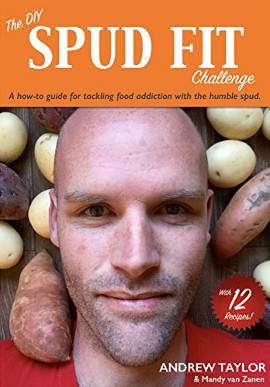 The DIY
SPUD FIT
Challenge
A how-to guide for tackling food addiction with the humble spud.
With
12
Recipes!
ANDREW TAYLOR
& Mandy van Zanen